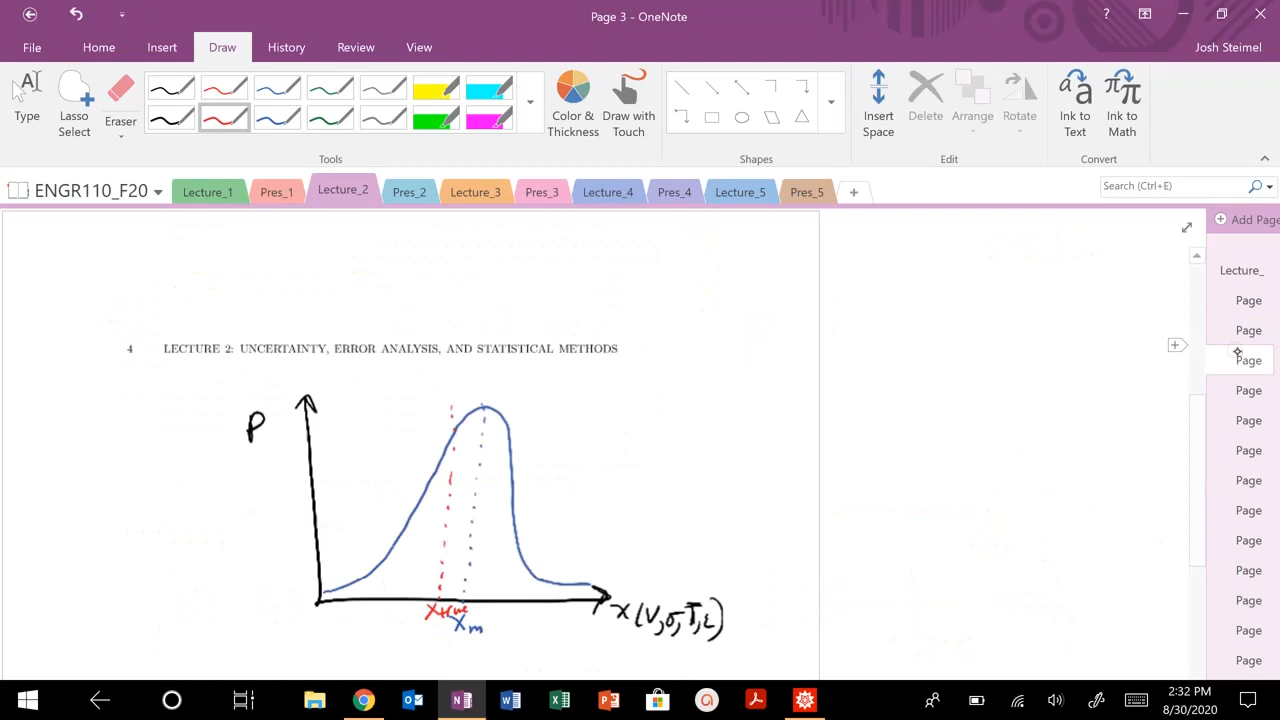 Page 3 - OneNote
?
File Home Insert Draw History Review View Josh Steimel
Type
Lasso Select
Eraser
Color & Thickness
Draw with Touch
Insert Space
Delete Arrange Rotate
Ink to Text
Ink to Math
Tools Shapes Edit Convert
ENGR110_F20 Lecture_1 Pres_1 Lecture_2 Pres_2 Lecture_3 Pres_3 Lecture_4 Pres_4 Lecture_5 Pres_5 Search (Ctrl+E)
Add Page
Lecture_
Page
Page
Page
Page
Page
Page
Page
Page
Page
Page
Page
Page
Page
4 LECTURE 2: UNCERTAINTY, ERROR ANALYSIS, AND STATISTICAL METHODS
P
x (V, σ, T, ε)
x true
x m
2:32 PM
8/30/2020